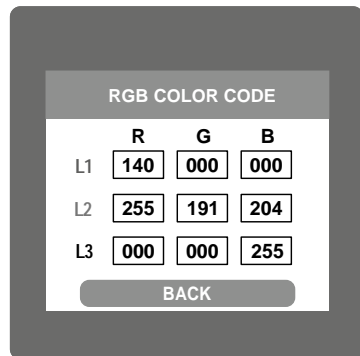 RGB COLOR CODE
R G B
L1 140 000 000
L2 255 191 204
L3 000 000 255
BACK